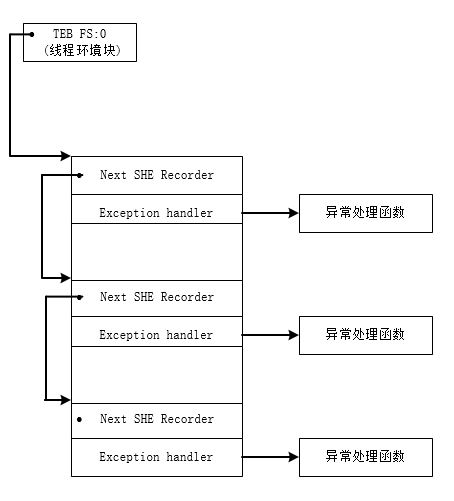 TEB FS:0
(线程环境块)
Next SHE Recorder
Exception handler
异常处理函数
Next SHE Recorder
Exception handler
异常处理函数
Next SHE Recorder
Exception handler
异常处理函数